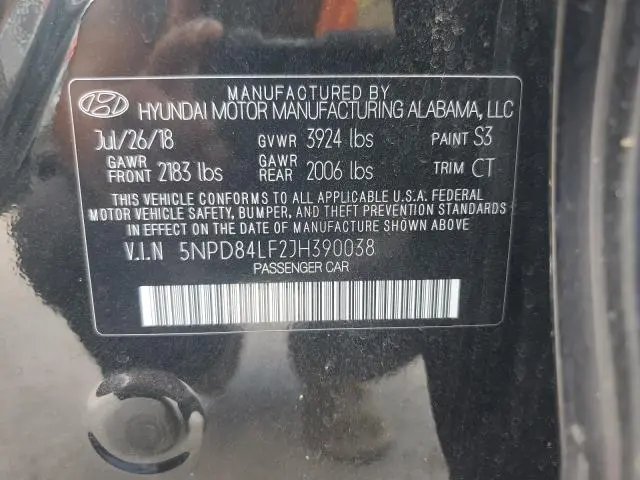 MANUFACTURED BY
HYUNDAI MOTOR MANUFACTURING ALABAMA, LLC
Jul/26/18 GVWR 3924 lbs PAINT S3
GAWR FRONT 2183 lbs GAWR REAR 2006 lbs TRIM CT
THIS VEHICLE CONFORMS TO ALL APPLICABLE U.S.A. FEDERAL
MOTOR VEHICLE SAFETY, BUMPER, AND THEFT PREVENTION STANDARDS
IN EFFECT ON THE DATE OF MANUFACTURE SHOWN ABOVE
V.I.N 5NPD84LF2JH390038
PASSENGER CAR